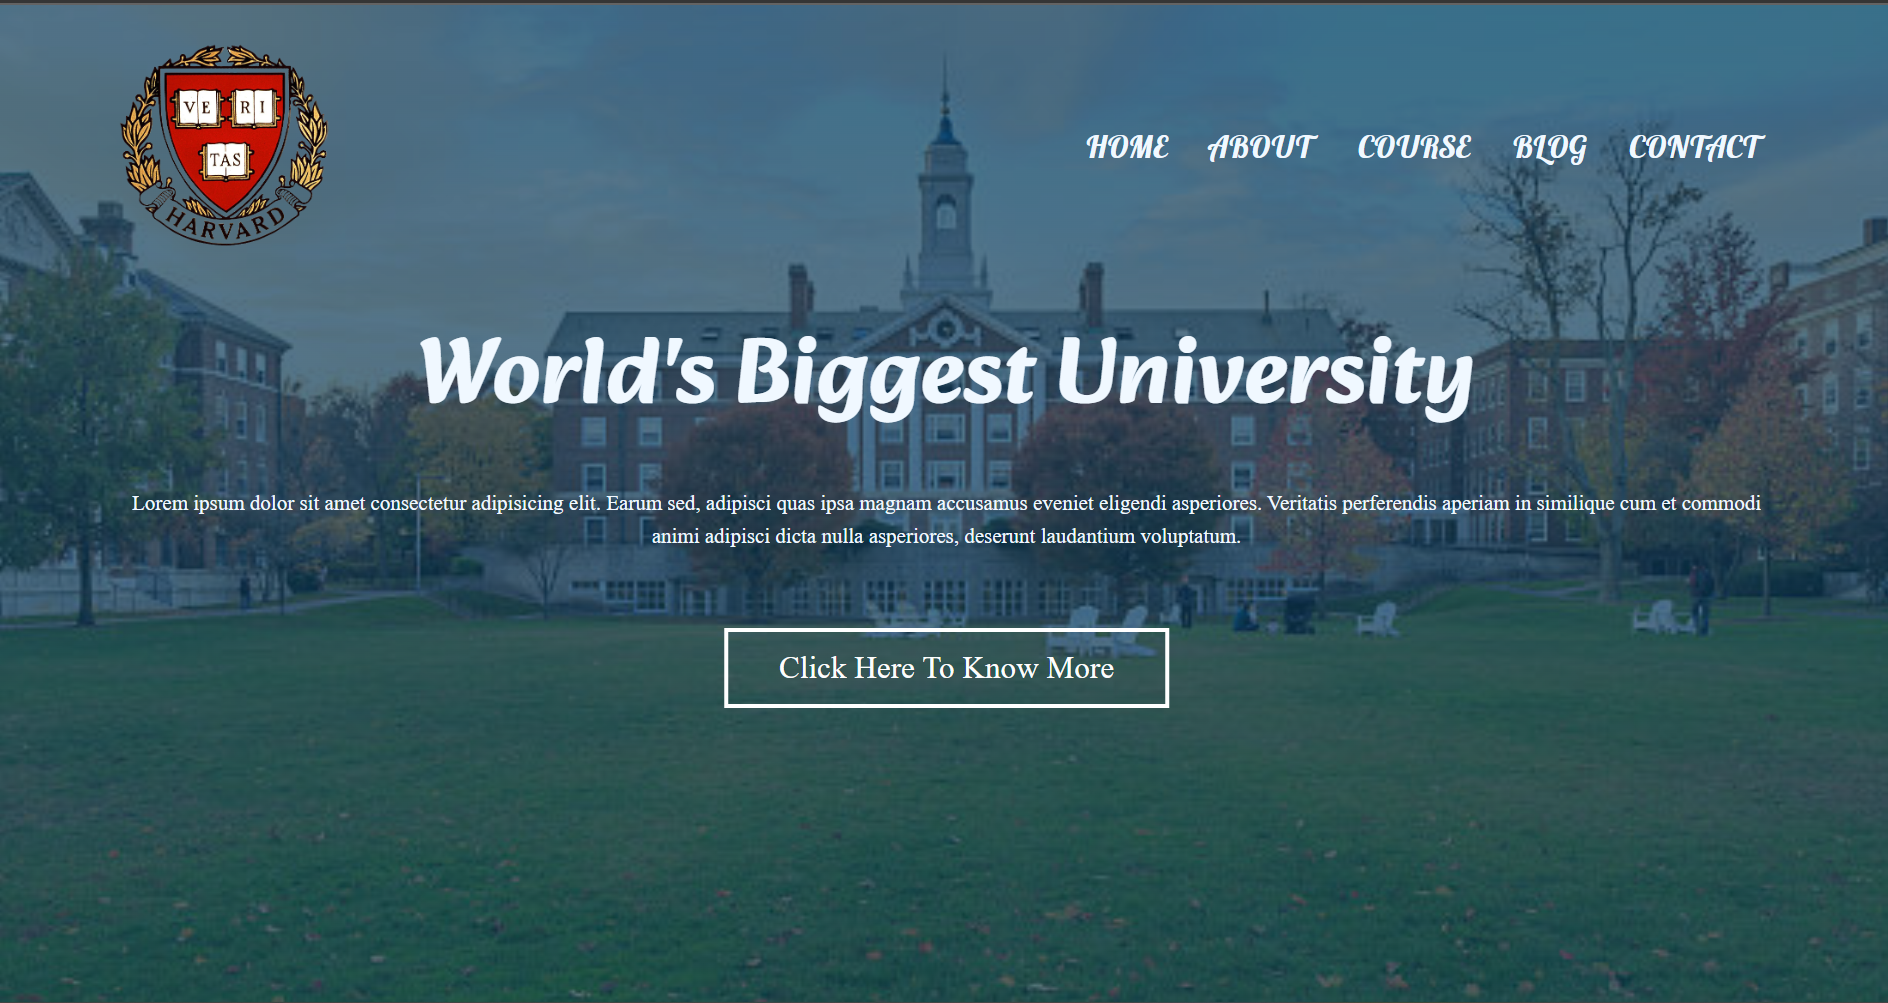 VE RI
TAS
HARVARD
HOME ABOUT COURSE BLOG CONTACT
World's Biggest University
Lorem ipsum dolor sit amet consectetur adipisicing elit. Earum sed, adipisci quas ipsa magnam accusamus eveniet eligendi asperiores. Veritatis perferendis aperiam in similique cum et commodi
animi adipisci dicta nulla asperiores, deserunt laudantium voluptatum.
Click Here To Know More